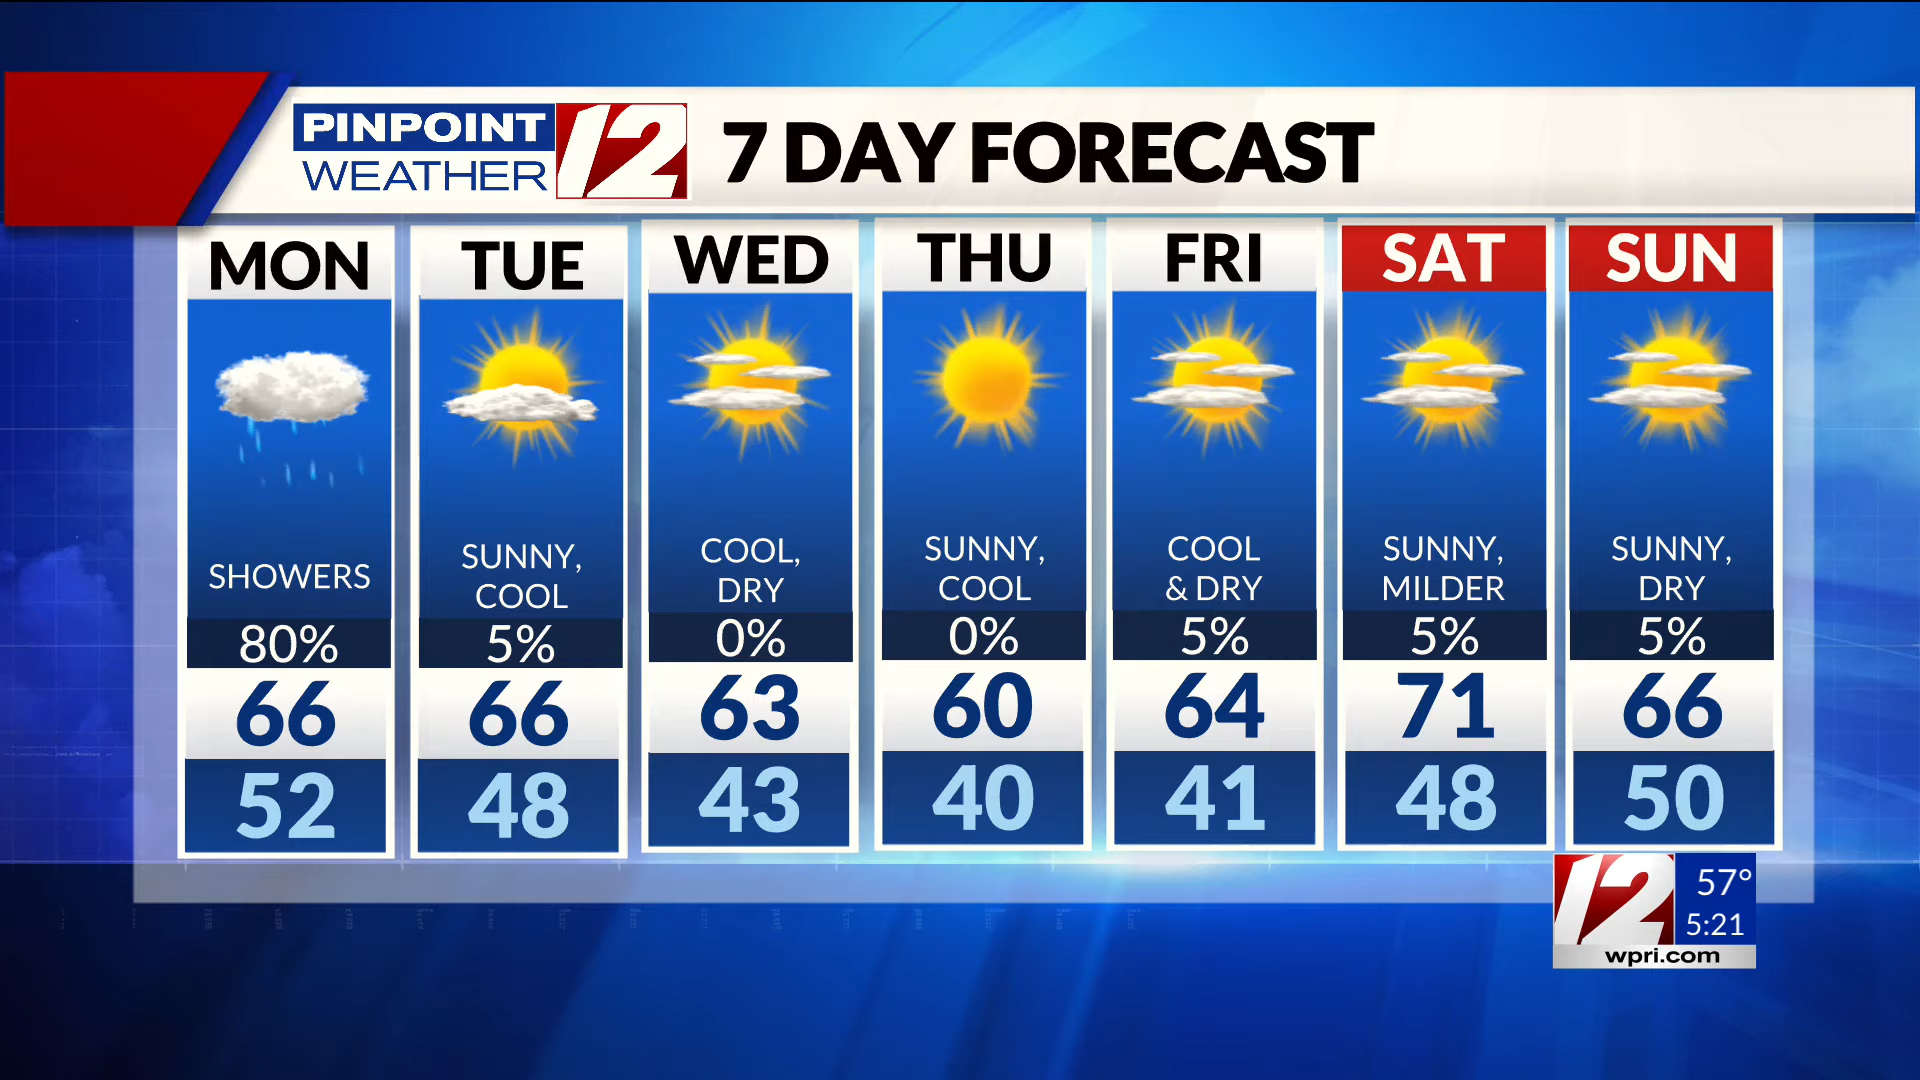 PINPOINT
WEATHER
12
7 DAY FORECAST
MON
SHOWERS
80%
66
52
TUE
SUNNY,
COOL
5%
66
48
WED
COOL,
DRY
0%
63
43
THU
SUNNY,
COOL
0%
60
40
FRI
COOL
& DRY
5%
64
41
SAT
SUNNY,
MILDER
5%
71
48
SUN
SUNNY,
DRY
5%
66
50
12
57°
5:21
wpri.com